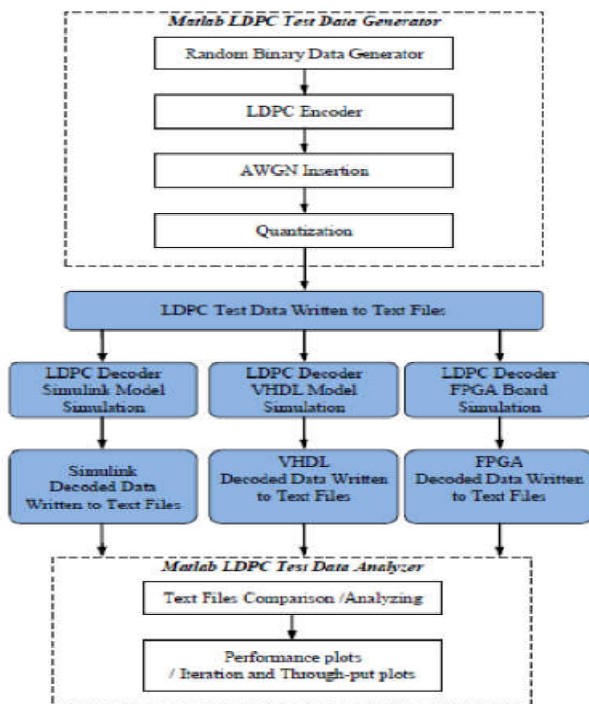 Matlab LDPC Test Data Generator
Random Binary Data Generator
LDPC Encoder
AWGN Insertion
Quantization
LDPC Test Data Written to Text Files
LDPC Decoder
Simulink Model
Simulation
LDPC Decoder
VHDL Model
Simulation
LDPC Decoder
FPGA Board
Simulation
Simulink
Decoded Data
Written to Text Files
VHDL
Decoded Data Written
to Text Files
FPGA
Decoded Data Written
to Text Files
Matlab LDPC Test Data Analyzer
Text Files Comparison /Analyzing
Performance plots
/ Iteration and Through-put plots